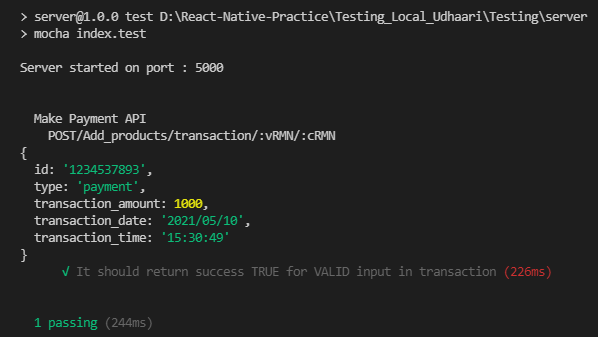 > server@1.0.0 test D:\React-Native-Practice\Testing_Local_Udhaari\Testing\server
> mocha index.test
Server started on port : 5000
Make Payment API
POST/Add_products/transaction/:vRMN/:cRMN
{
id: '1234537893',
type: 'payment',
transaction_amount: 1000,
transaction_date: '2021/05/10',
transaction_time: '15:30:49'
}
√ It should return success TRUE for VALID input in transaction (226ms)
1 passing (244ms)